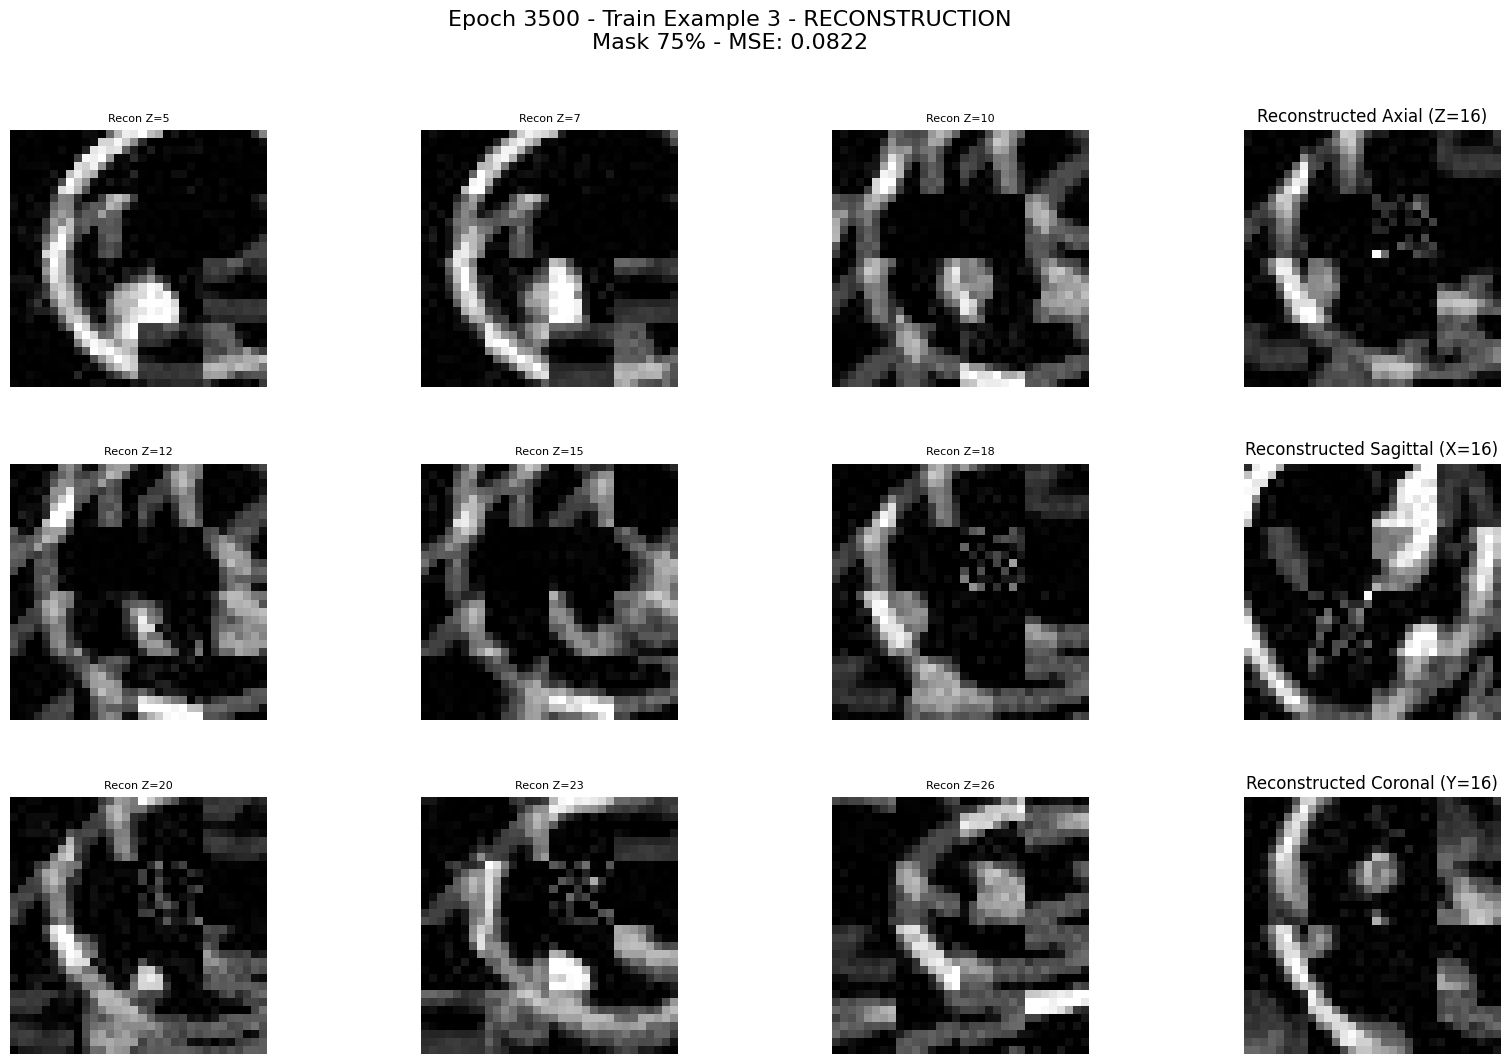 Epoch 3500 - Train Example 3 - RECONSTRUCTION
Mask 75% - MSE: 0.0822
Recon Z=5
Recon Z=7
Recon Z=10
Reconstructed Axial (Z=16)
Recon Z=12
Recon Z=15
Recon Z=18
Reconstructed Sagittal (X=16)
Recon Z=20
Recon Z=23
Recon Z=26
Reconstructed Coronal (Y=16)